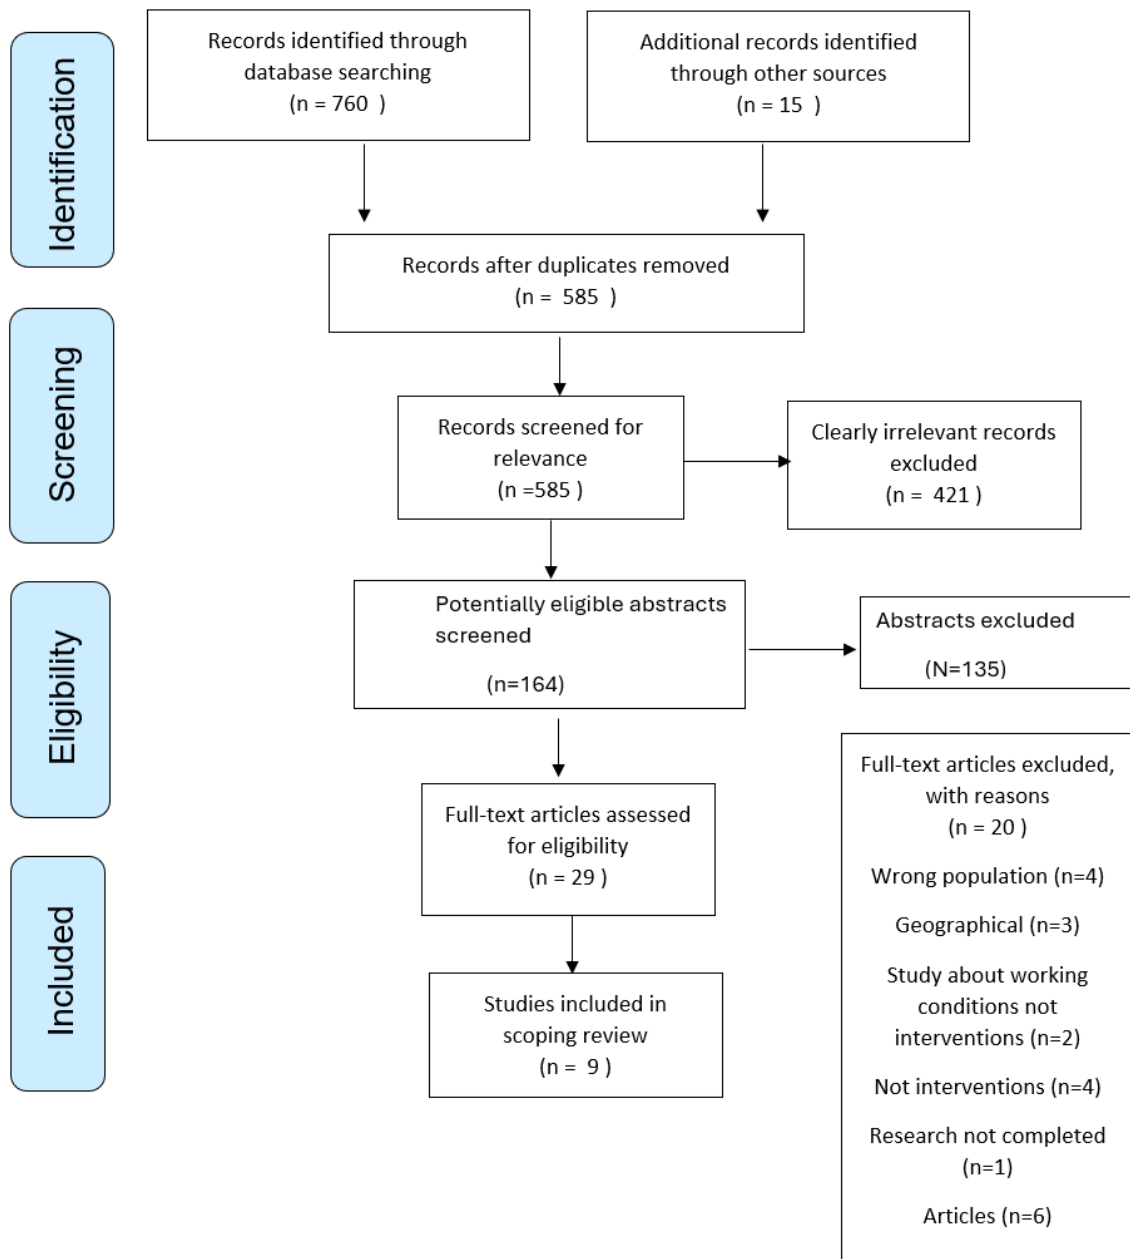 Identification
Records identified through
database searching
(n = 760  )
Additional records identified
through other sources
(n = 15  )
Records after duplicates removed
(n =  585  )
Screening
Records screened for
relevance
(n =585 )
Clearly irrelevant records
excluded
(n =  421 )
Eligibility
Potentially eligible abstracts
screened
(n=164)
Abstracts excluded
(N=135)
Full-text articles assessed
for eligibility
(n = 29 )
Full-text articles excluded,
with reasons
(n = 20 )
Wrong population (n=4)
Geographical (n=3)
Study about working
conditions not
interventions (n=2)
Not interventions (n=4)
Research not completed
(n=1)
Articles (n=6)
Included
Studies included in
scoping review
(n =  9 )